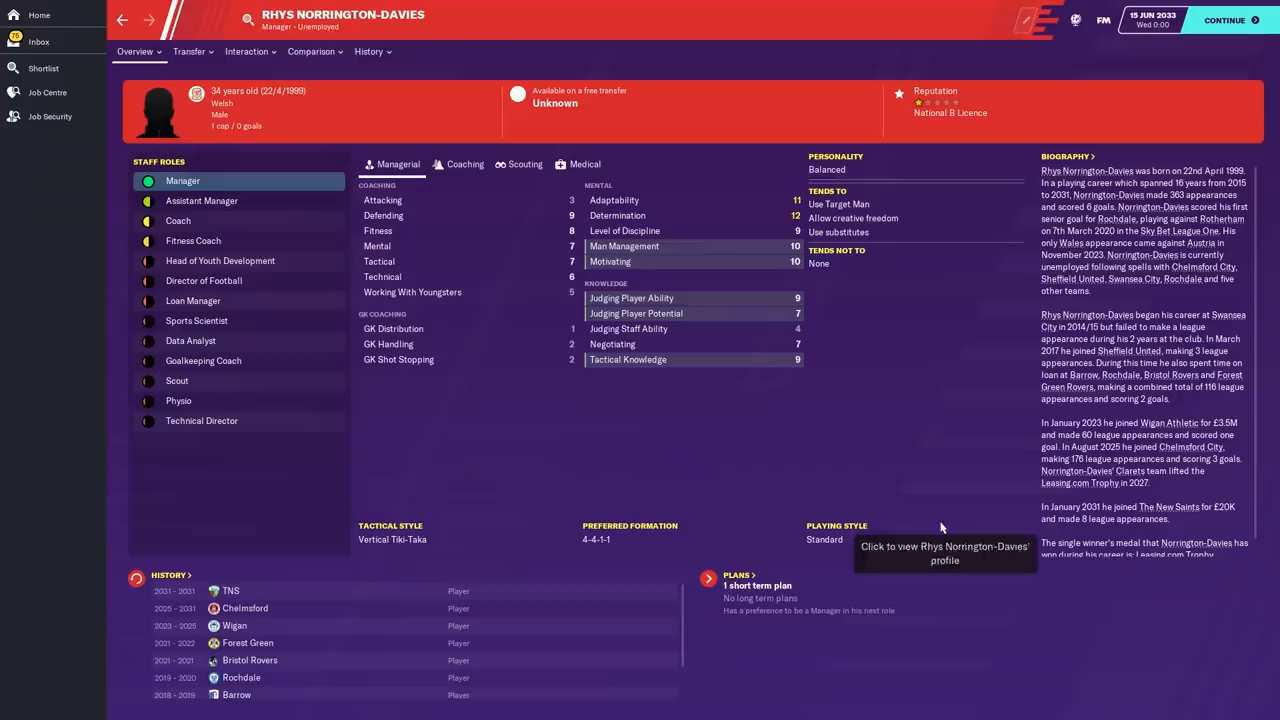 Home
75
Inbox
Shortlist
Job Centre
Job Security
RHYS NORRINGTON-DAVIES
Manager - Unemployed
FM
15 JUN 2033
Wed 0:00
CONTINUE
Overview
Transfer
Interaction
Comparison
History
34 years old (22/4/1999)
Welsh
Male
1 cap / 0 goals
Available on a free transfer
Unknown
Reputation
National B Licence
STAFF ROLES
Manager
Assistant Manager
Coach
Fitness Coach
Head of Youth Development
Director of Football
Loan Manager
Sports Scientist
Data Analyst
Goalkeeping Coach
Scout
Physio
Technical Director
Managerial
Coaching
Scouting
Medical
COACHING
Attacking 3
Defending 9
Fitness 8
Mental 7
Tactical 7
Technical 6
Working With Youngsters 5
GK COACHING
GK Distribution 1
GK Handling 2
GK Shot Stopping 2
MENTAL
Adaptability 11
Determination 12
Level of Discipline 9
Man Management 10
Motivating 10
KNOWLEDGE
Judging Player Ability 9
Judging Player Potential 7
Judging Staff Ability 4
Negotiating 7
Tactical Knowledge 9
PERSONALITY
Balanced
TENDS TO
Use Target Man
Allow creative freedom
Use substitutes
TENDS NOT TO
None
BIOGRAPHY >
Rhys Norrington-Davies was born on 22nd April 1999.
In a playing career which spanned 16 years from 2015
to 2031, Norrington-Davies made 363 appearances
and scored 6 goals. Norrington-Davies scored his first
senior goal for Rochdale, playing against Rotherham
on 7th March 2020 in the Sky Bet League One. His
only Wales appearance came against Austria in
November 2023. Norrington-Davies is currently
unemployed following spells with Chelmsford City,
Sheffield United, Swansea City, Rochdale and five
other teams.
Rhys Norrington-Davies began his career at Swansea
City in 2014/15 but failed to make a league
appearance during his 2 years at the club. In March
2017 he joined Sheffield United, making 3 league
appearances. During this time he also spent time on
loan at Barrow, Rochdale, Bristol Rovers and Forest
Green Rovers, making a combined total of 116 league
appearances and scoring 2 goals.
In January 2023 he joined Wigan Athletic for £3.5M
and made 60 league appearances and scored one
goal. In August 2025 he joined Chelmsford City,
making 176 league appearances and scoring 3 goals.
Norrington-Davies' Clarets team lifted the
Leasing.com Trophy in 2027.
In January 2031 he joined The New Saints for £20K
and made 8 league appearances.
The single winner's medal that Norrington-Davies has
won during his career is: Leasing.com Trophy
TACTICAL STYLE
Vertical Tiki-Taka
PREFERRED FORMATION
4-4-1-1
PLAYING STYLE
Standard
Click to view Rhys Norrington-Davies'
profile
HISTORY >
2031 - 2031 TNS Player
2025 - 2031 Chelmsford Player
2023 - 2025 Wigan Player
2021 - 2022 Forest Green Player
2021 - 2021 Bristol Rovers Player
2019 - 2020 Rochdale Player
2018 - 2019 Barrow Player
PLANS >
1 short term plan
No long term plans
Has a preference to be a Manager in his next role